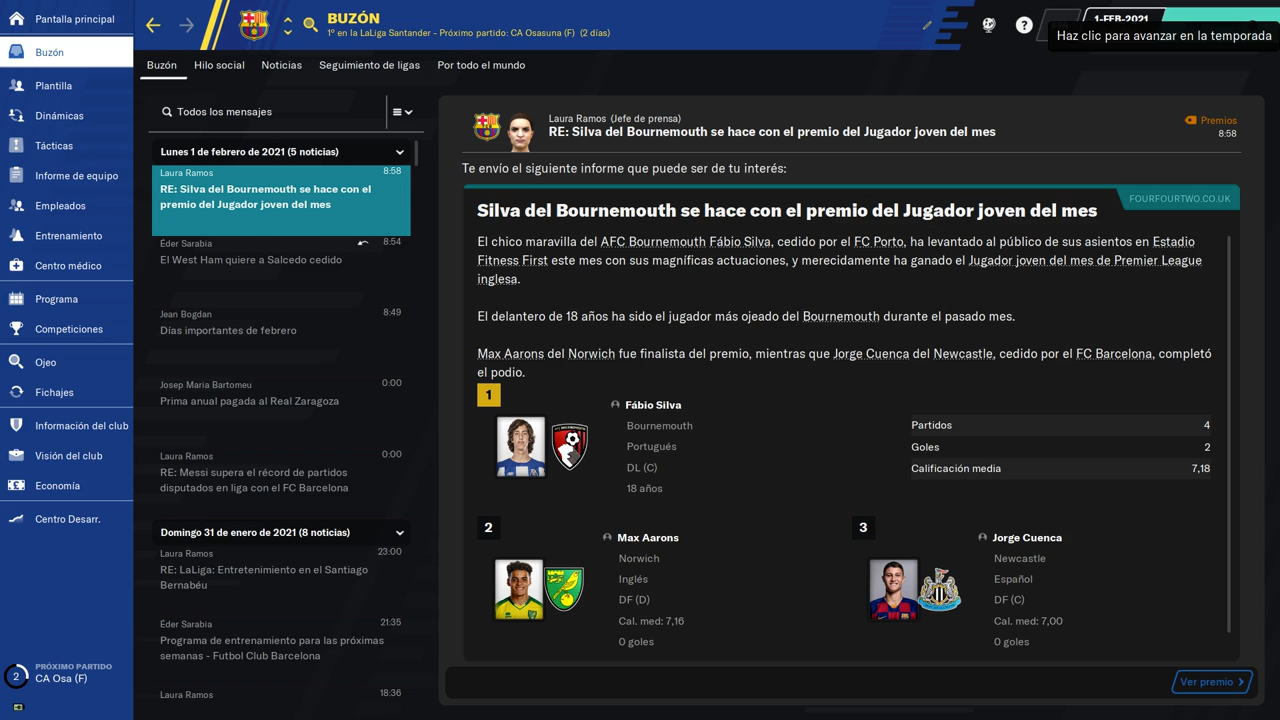 Pantalla principal
Buzón
Plantilla
Dinámicas
Tácticas
Informe de equipo
Empleados
Entrenamiento
Centro médico
Programa
Competiciones
Ojeo
Fichajes
Información del club
Visión del club
Economía
Centro Desarr.
2
PRÓXIMO PARTIDO
CA Osa (F)
BUZÓN
1º en la LaLiga Santander - Próximo partido: CA Osasuna (F) (2 días)
1-FEB-2021
Haz clic para avanzar en la temporada
Buzón
Hilo social
Noticias
Seguimiento de ligas
Por todo el mundo
Todos los mensajes
Lunes 1 de febrero de 2021 (5 noticias)
Laura Ramos 8:58
RE: Silva del Bournemouth se hace con el
premio del Jugador joven del mes
Éder Sarabia 8:54
El West Ham quiere a Salcedo cedido
Jean Bogdan 8:49
Días importantes de febrero
Josep Maria Bartomeu 0:00
Prima anual pagada al Real Zaragoza
Laura Ramos 0:00
RE: Messi supera el récord de partidos
disputados en liga con el FC Barcelona
Domingo 31 de enero de 2021 (8 noticias)
Laura Ramos 23:00
RE: LaLiga: Entretenimiento en el Santiago
Bernabéu
Éder Sarabia 21:35
Programa de entrenamiento para las próximas
semanas - Futbol Club Barcelona
Laura Ramos 18:36
Laura Ramos (Jefe de prensa)
RE: Silva del Bournemouth se hace con el premio del Jugador joven del mes
Premios
8:58
Te envío el siguiente informe que puede ser de tu interés:
FOURFOURTWO.CO.UK
Silva del Bournemouth se hace con el premio del Jugador joven del mes
El chico maravilla del AFC Bournemouth Fábio Silva, cedido por el FC Porto, ha levantado al público de sus asientos en Estadio
Fitness First este mes con sus magníficas actuaciones, y merecidamente ha ganado el Jugador joven del mes de Premier League
inglesa.
El delantero de 18 años ha sido el jugador más ojeado del Bournemouth durante el pasado mes.
Max Aarons del Norwich fue finalista del premio, mientras que Jorge Cuenca del Newcastle, cedido por el FC Barcelona, completó
el podio.
1
Fábio Silva
Bournemouth
Portugués
DL (C)
18 años
Partidos 4
Goles 2
Calificación media 7,18
2
Max Aarons
Norwich
Inglés
DF (D)
Cal. med: 7,16
0 goles
3
Jorge Cuenca
Newcastle
Español
DF (C)
Cal. med: 7,00
0 goles
Ver premio